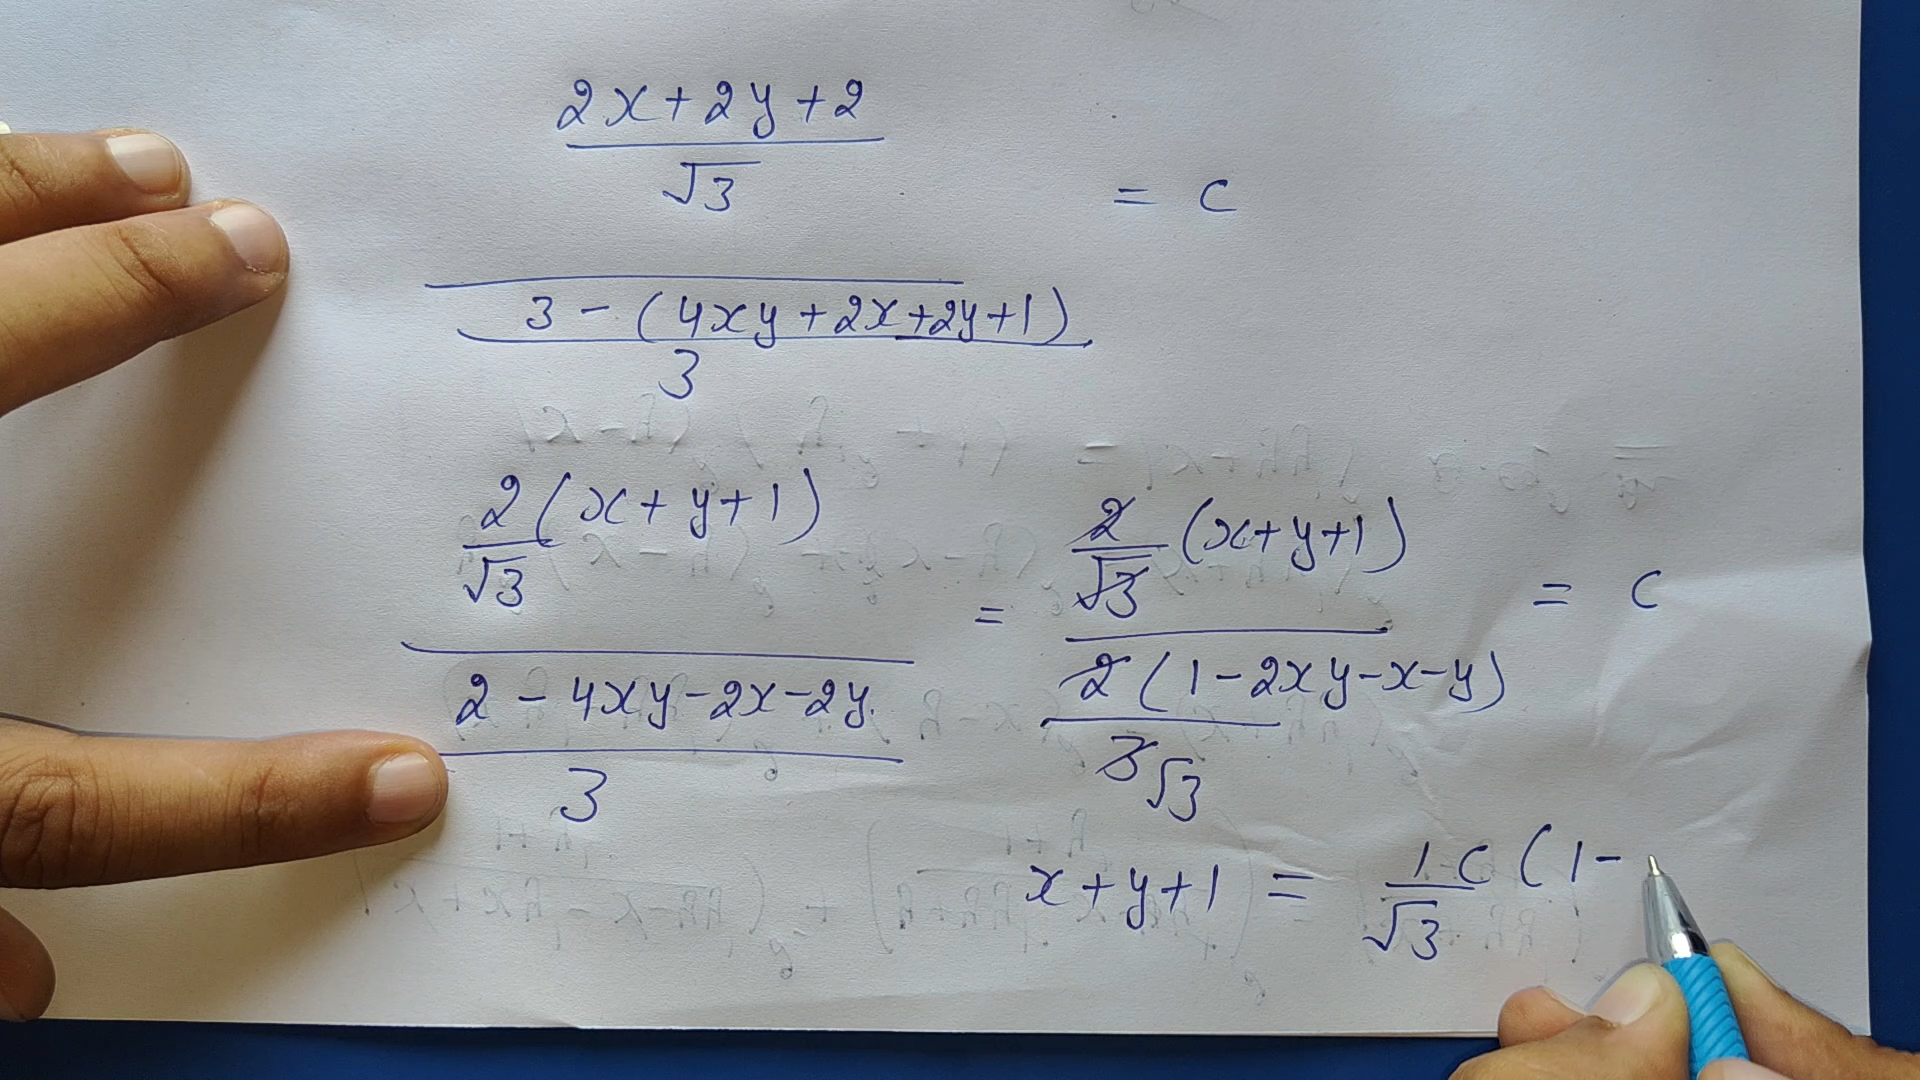 2x+2y+2
√3
= c
3 - (4xy+2x+2y+1)
3
2(x+y+1)
√3
= 2 (x+y+1) = c
√3
2 - 4xy-2x-2y
2(1-2xy-x-y)
3
3√3
x+y+1 = 1 c (1-
√3